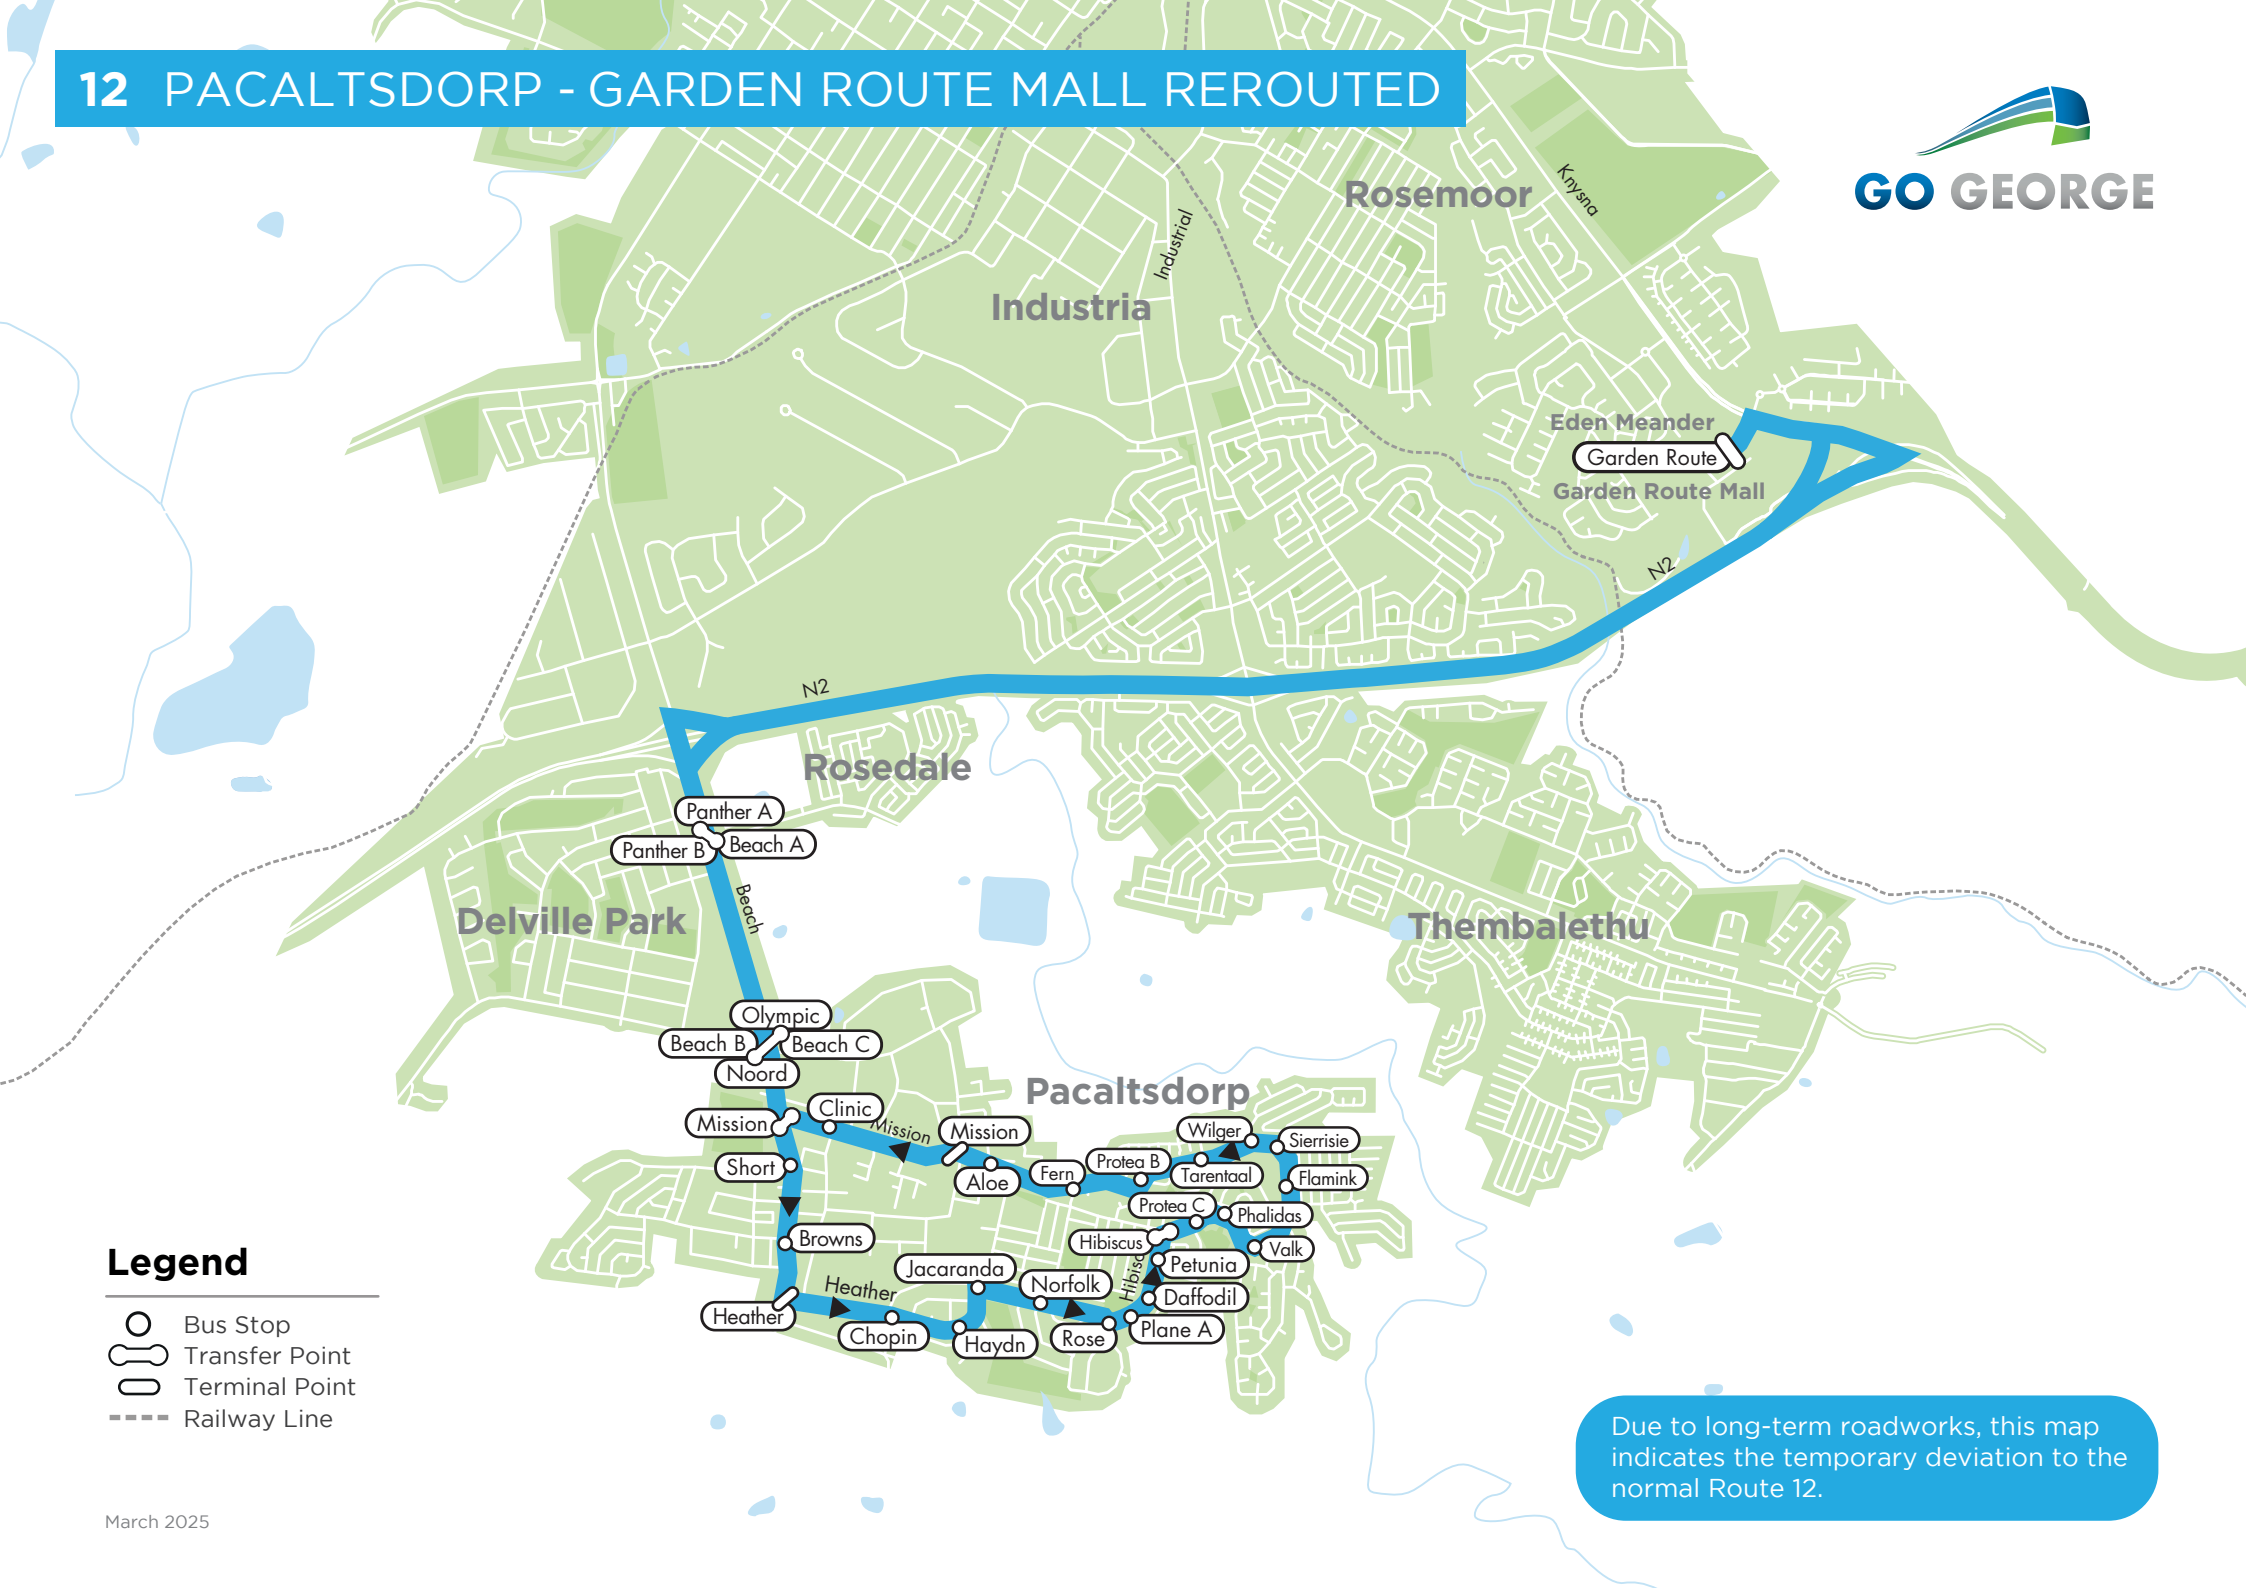 12 PACALTSDORP - GARDEN ROUTE MALL REROUTED
GO GEORGE
Knysna
Rosemoor
Industrial
Industria
Eden Meander
Garden Route
Garden Route Mall
N2
N2
Rosedale
Panther A
Panther B
Beach A
Beach
Delville Park
Thembalethu
Olympic
Beach B
Beach C
Noord
Pacaltsdorp
Mission
Clinic
Mission
Mission
Short
Aloe
Fern
Protea B
Wilger
Sierrisie
Tarentaal
Flamink
Protea C
Phalidas
Hibiscus
Valk
Browns
Petunia
Jacaranda
Norfolk
Hibisc
Daffodil
Heather
Heather
Chopin
Haydn
Rose
Plane A
Legend
Bus Stop
Transfer Point
Terminal Point
Railway Line
Due to long-term roadworks, this map
indicates the temporary deviation to the
normal Route 12.
March 2025